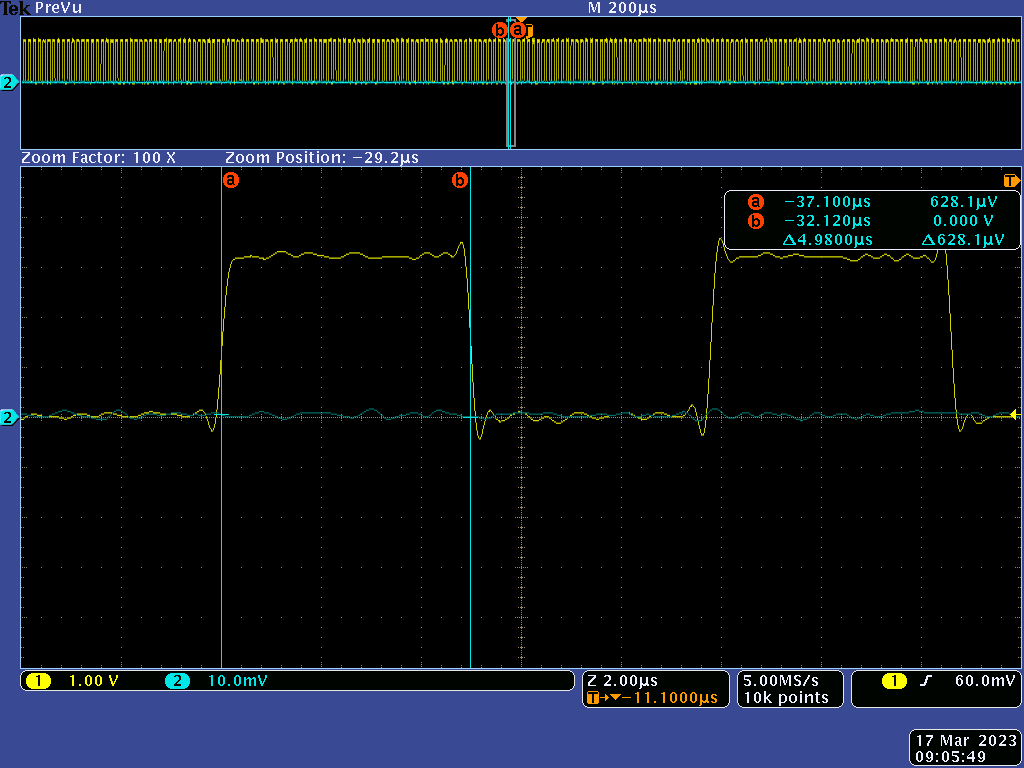 Tek PreVu M 200µs
b a T
2
Zoom Factor: 100 X Zoom Position: −29.2µs
a b T
a −37.100µs 628.1µV
b −32.120µs 0.000 V
Δ4.9800µs Δ628.1µV
2
1 1.00 V 2 10.0mV Z 2.00µs 5.00MS/s 1 60.0mV
T→▼−11.1000µs 10k points
17 Mar 2023
09:05:49